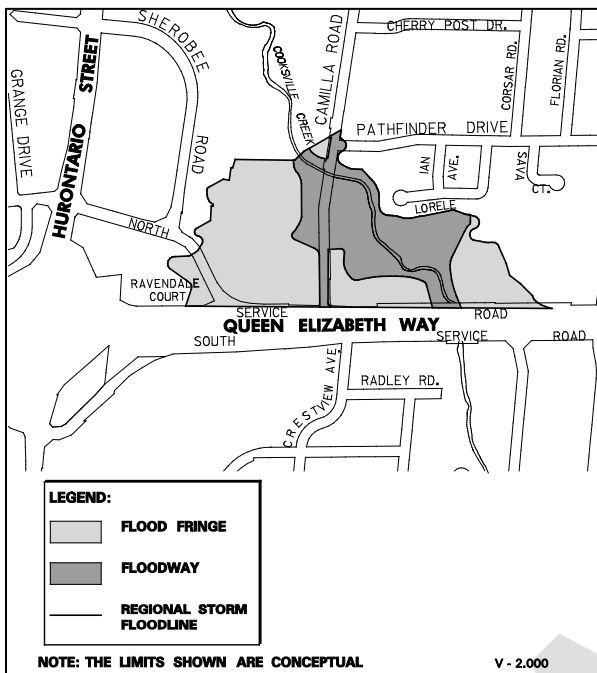 CHERRY POST DR.
SHEROBEE
ROAD
GRANGE DRIVE
HURONTARIO STREET
COOKSVILLE CREEK
CAMILLA ROAD
CORSAR RD.
FLORIAN RD.
PATHFINDER DRIVE
IAN AVE.
SAVA CT.
LORELE
NORTH
RAVENDALE
COURT
SERVICE
ROAD
QUEEN ELIZABETH WAY
SOUTH
SERVICE
ROAD
CRESTVIEW AVE.
RADLEY RD.
LEGEND:
FLOOD FRINGE
FLOODWAY
REGIONAL STORM
FLOODLINE
NOTE: THE LIMITS SHOWN ARE CONCEPTUAL
V - 2.000